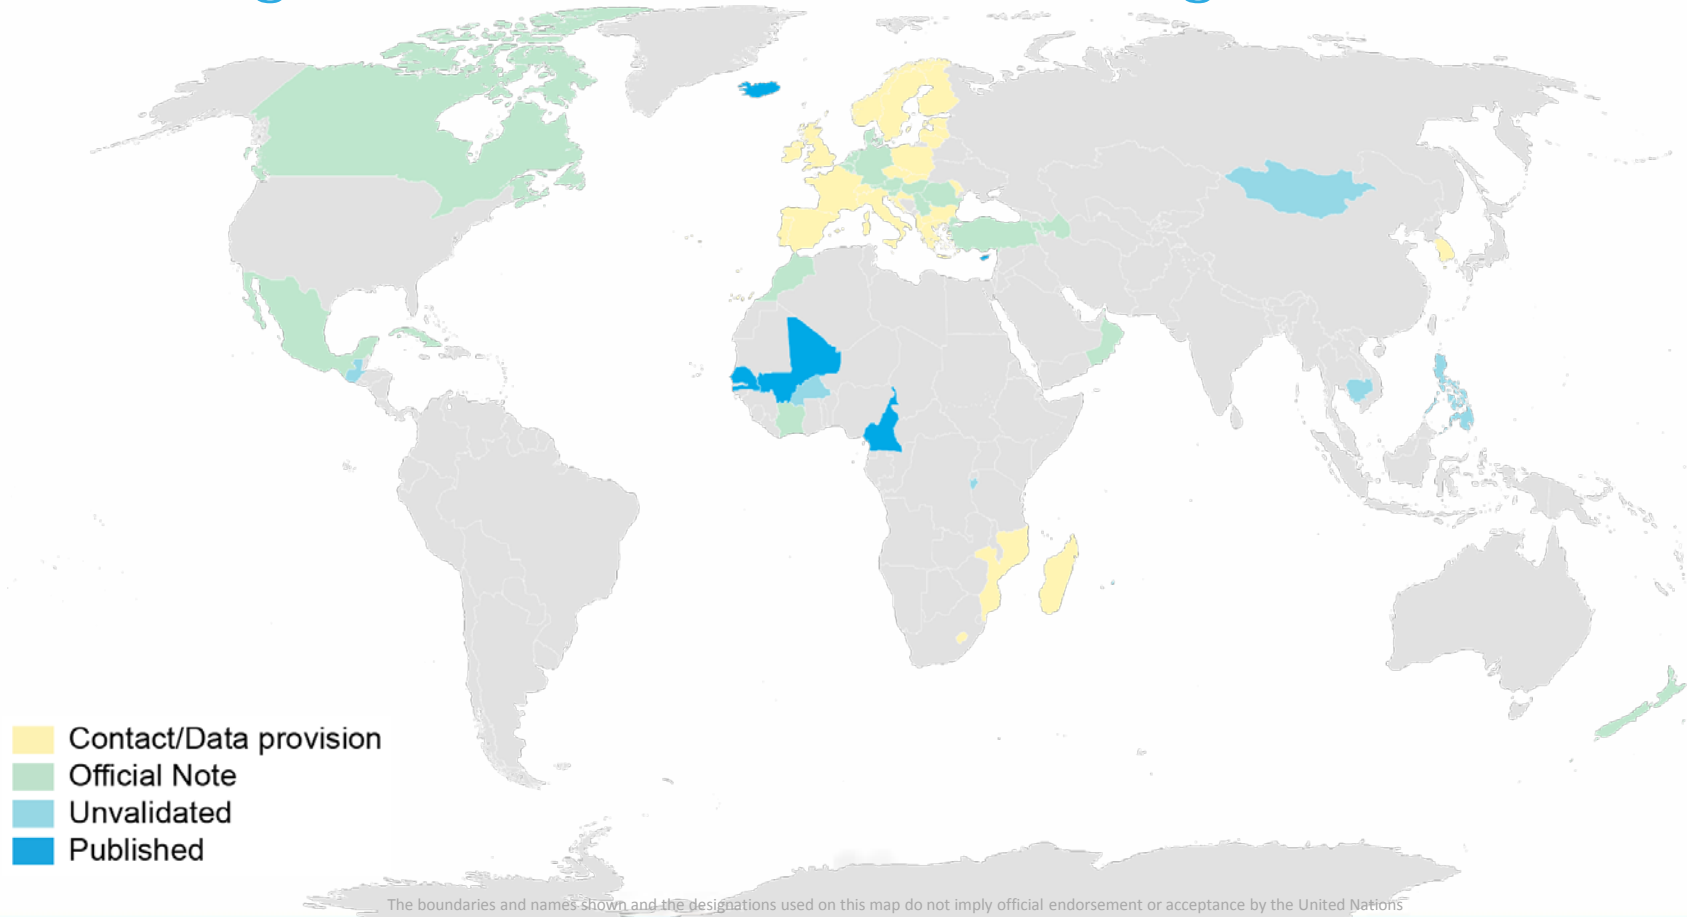 Contact/Data provision
Official Note
Unvalidated
Published
The boundaries and names shown and the designations used on this map do not imply official endorsement or acceptance by the United Nations